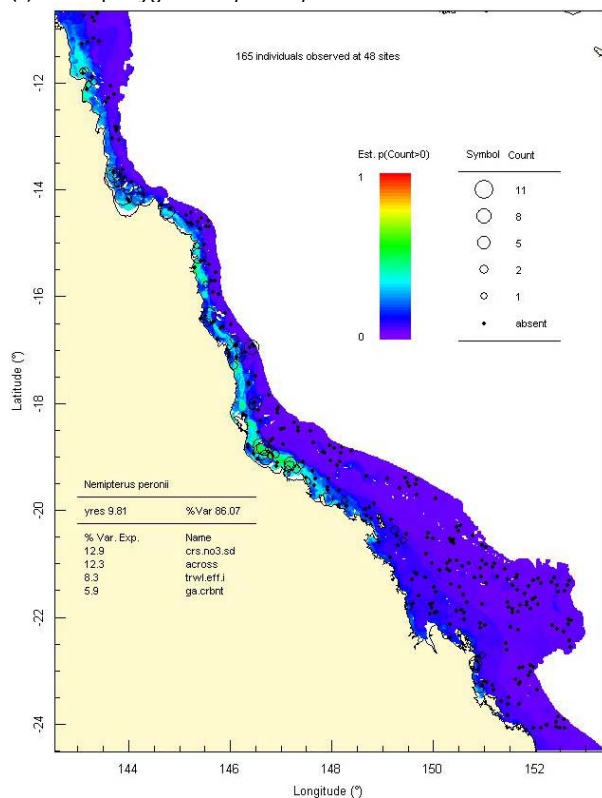 165 individuals observed at 48 sites
Est. p(Count>0)
1
0
Symbol Count
11
8
5
2
1
absent
-12
-14
-16
-18
-20
-22
-24
Latitude (°)
Nemipterus peronii
yres 9.81 %Var 86.07
% Var. Exp. Name
12.9 crs.no3.sd
12.3 across
8.3 trwl.eff.i
5.9 ga.crbnt
144 146 148 150 152
Longitude (°)